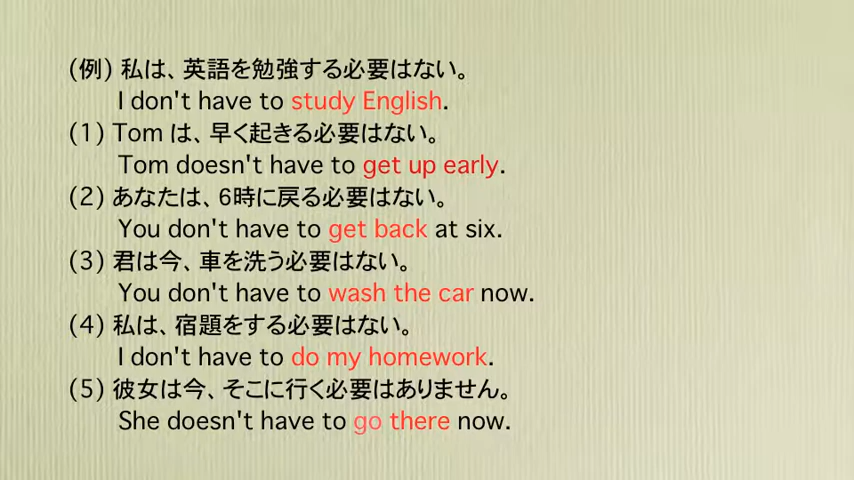 (例) 私は、英語を勉強する必要はない。
I don't have to study English.
(1) Tom は、早く起きる必要はない。
Tom doesn't have to get up early.
(2) あなたは、6時に戻る必要はない。
You don't have to get back at six.
(3) 君は今、車を洗う必要はない。
You don't have to wash the car now.
(4) 私は、宿題をする必要はない。
I don't have to do my homework.
(5) 彼女は今、そこに行く必要はありません。
She doesn't have to go there now.